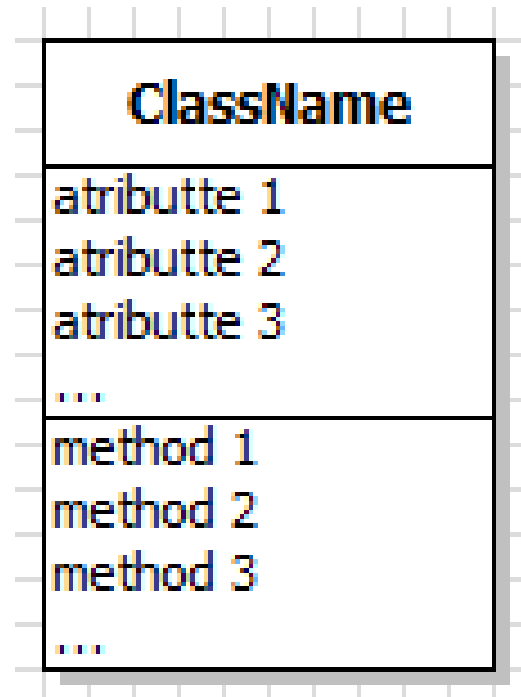 ClassName
atributte 1
atributte 2
atributte 3
...
method 1
method 2
method 3
...